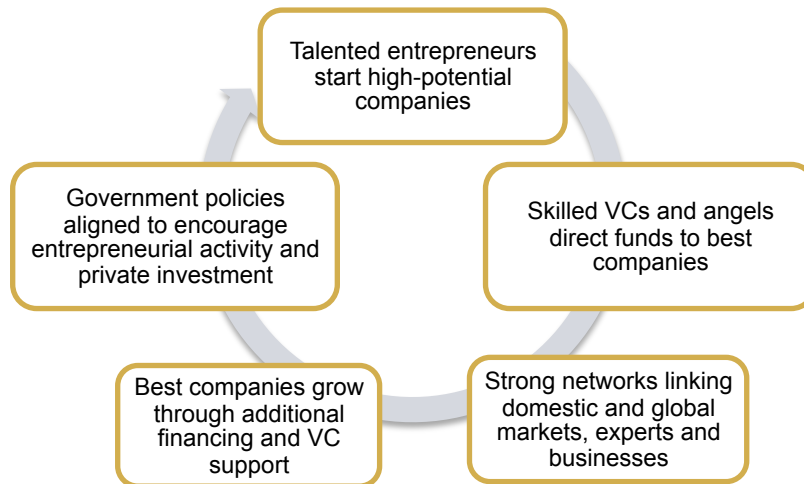 Talented entrepreneurs
start high-potential
companies
Skilled VCs and angels
direct funds to best
companies
Strong networks linking
domestic and global
markets, experts and
businesses
Best companies grow
through additional
financing and VC
support
Government policies
aligned to encourage
entrepreneurial activity and
private investment